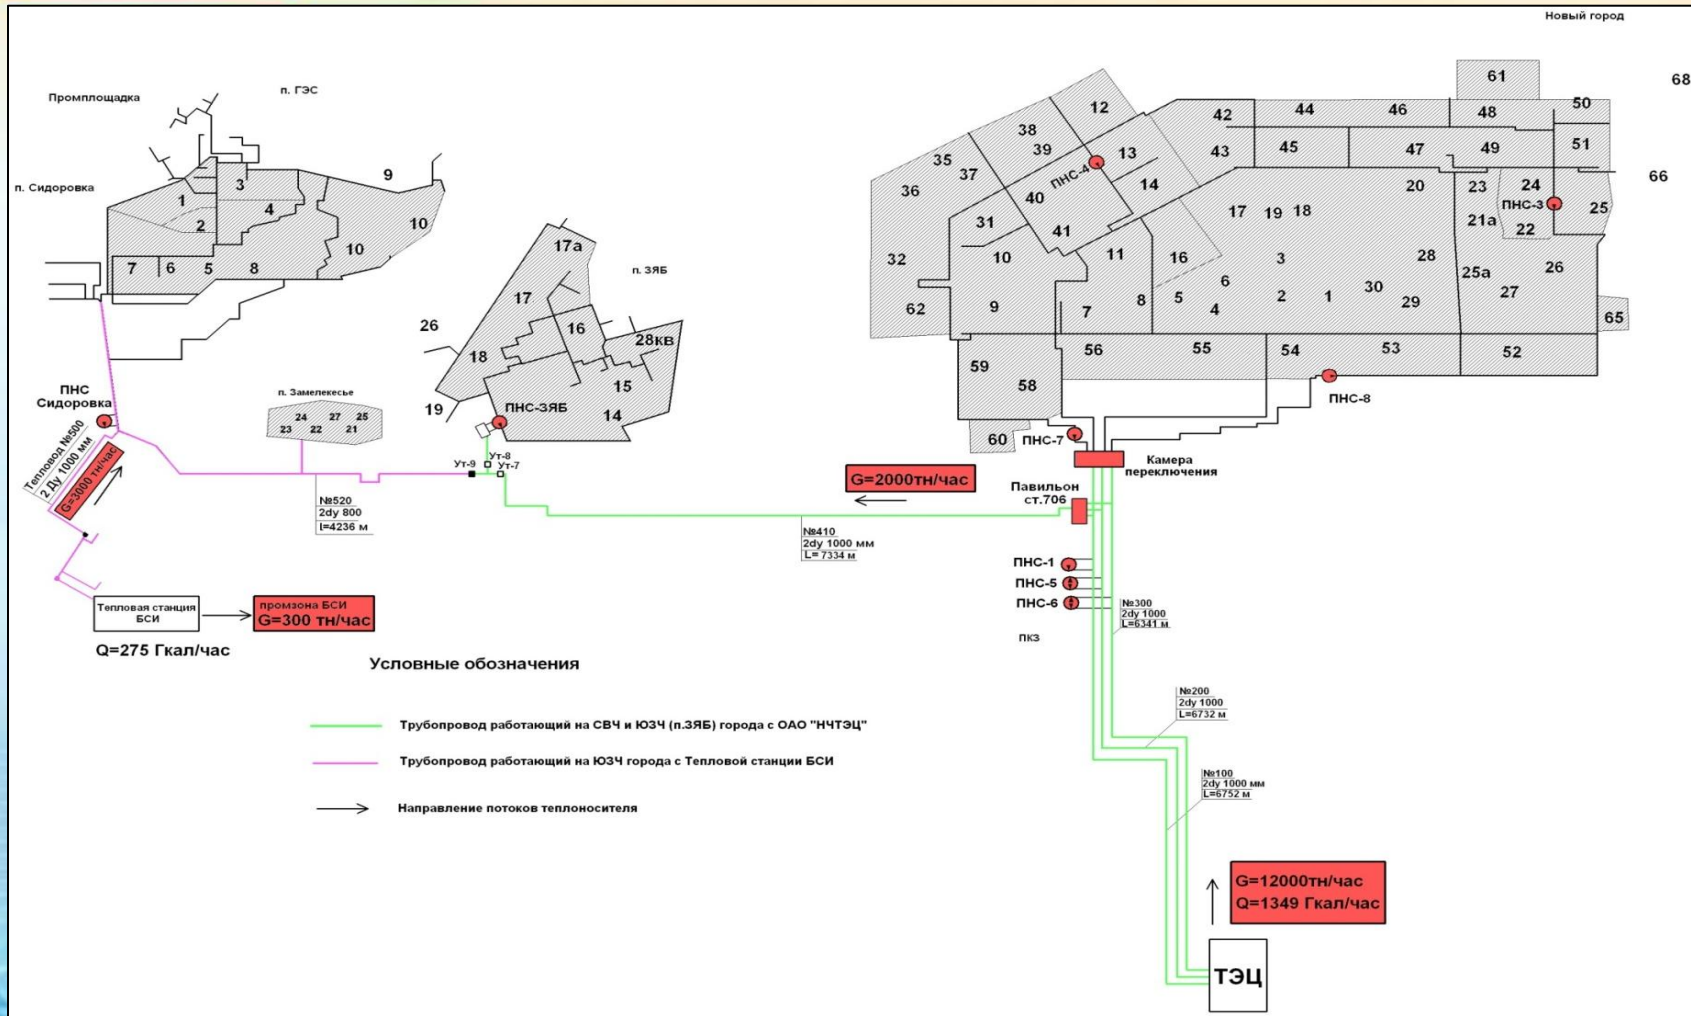 Новый город
Промплощадка
п. ГЭС
п. Сидоровка
1
2
3
4
5
6
7
8
9
10
10
17а
17
п. ЗЯБ
16
26
18
28кв
15
14
19
ПНС-ЗЯБ
ПНС
Сидоровка
Тепловод №500
2 Ду 1000 мм
G=3000 тн/час
п. Замелекесье
24 27 25
23 22 21
Ут-9
Ут-8
Ут-7
№520
2dy 800
l=4236 м
№410
2dy 1000 мм
L= 7334 м
G=2000тн/час
Тепловая станция
БСИ
промзона БСИ
G=300 тн/час
Q=275 Гкал/час
61
68
12
42
44
46
48
50
38
39
13
43
45
47
49
51
35
37
36
ПНС-4
14
40
20
23
24
66
ПНС-3
31
41
17
19
18
21а
22
25
32
10
11
16
3
28
25а
26
6
62
9
7
8
5
4
2
1
30
29
27
65
59
56
55
54
53
52
58
60
ПНС-7
ПНС-8
Камера
переключения
Павильон
ст.706
ПНС-1
ПНС-5
ПНС-6
ПКЗ
№300
2dy 1000
L=6341 м
№200
2dy 1000
L=6732 м
№100
2dy 1000 мм
L=6752 м
Условные обозначения
Трубопровод работающий на СВЧ и ЮЗЧ (п.ЗЯБ) города с ОАО "НЧТЭЦ"
Трубопровод работающий на ЮЗЧ города с Тепловой станции БСИ
Направление потоков теплоносителя
G=12000тн/час
Q=1349 Гкал/час
ТЭЦ